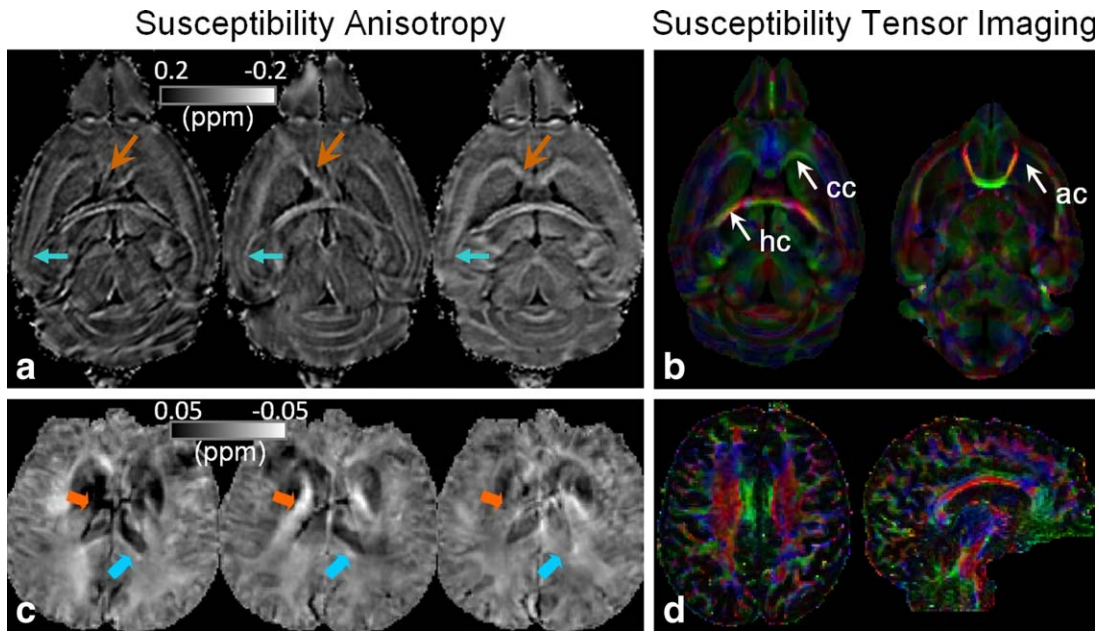 Susceptibility Anisotropy
Susceptibility Tensor Imaging
0.2 -0.2
(ppm)
a
cc
hc
ac
b
0.05 -0.05
(ppm)
c
d